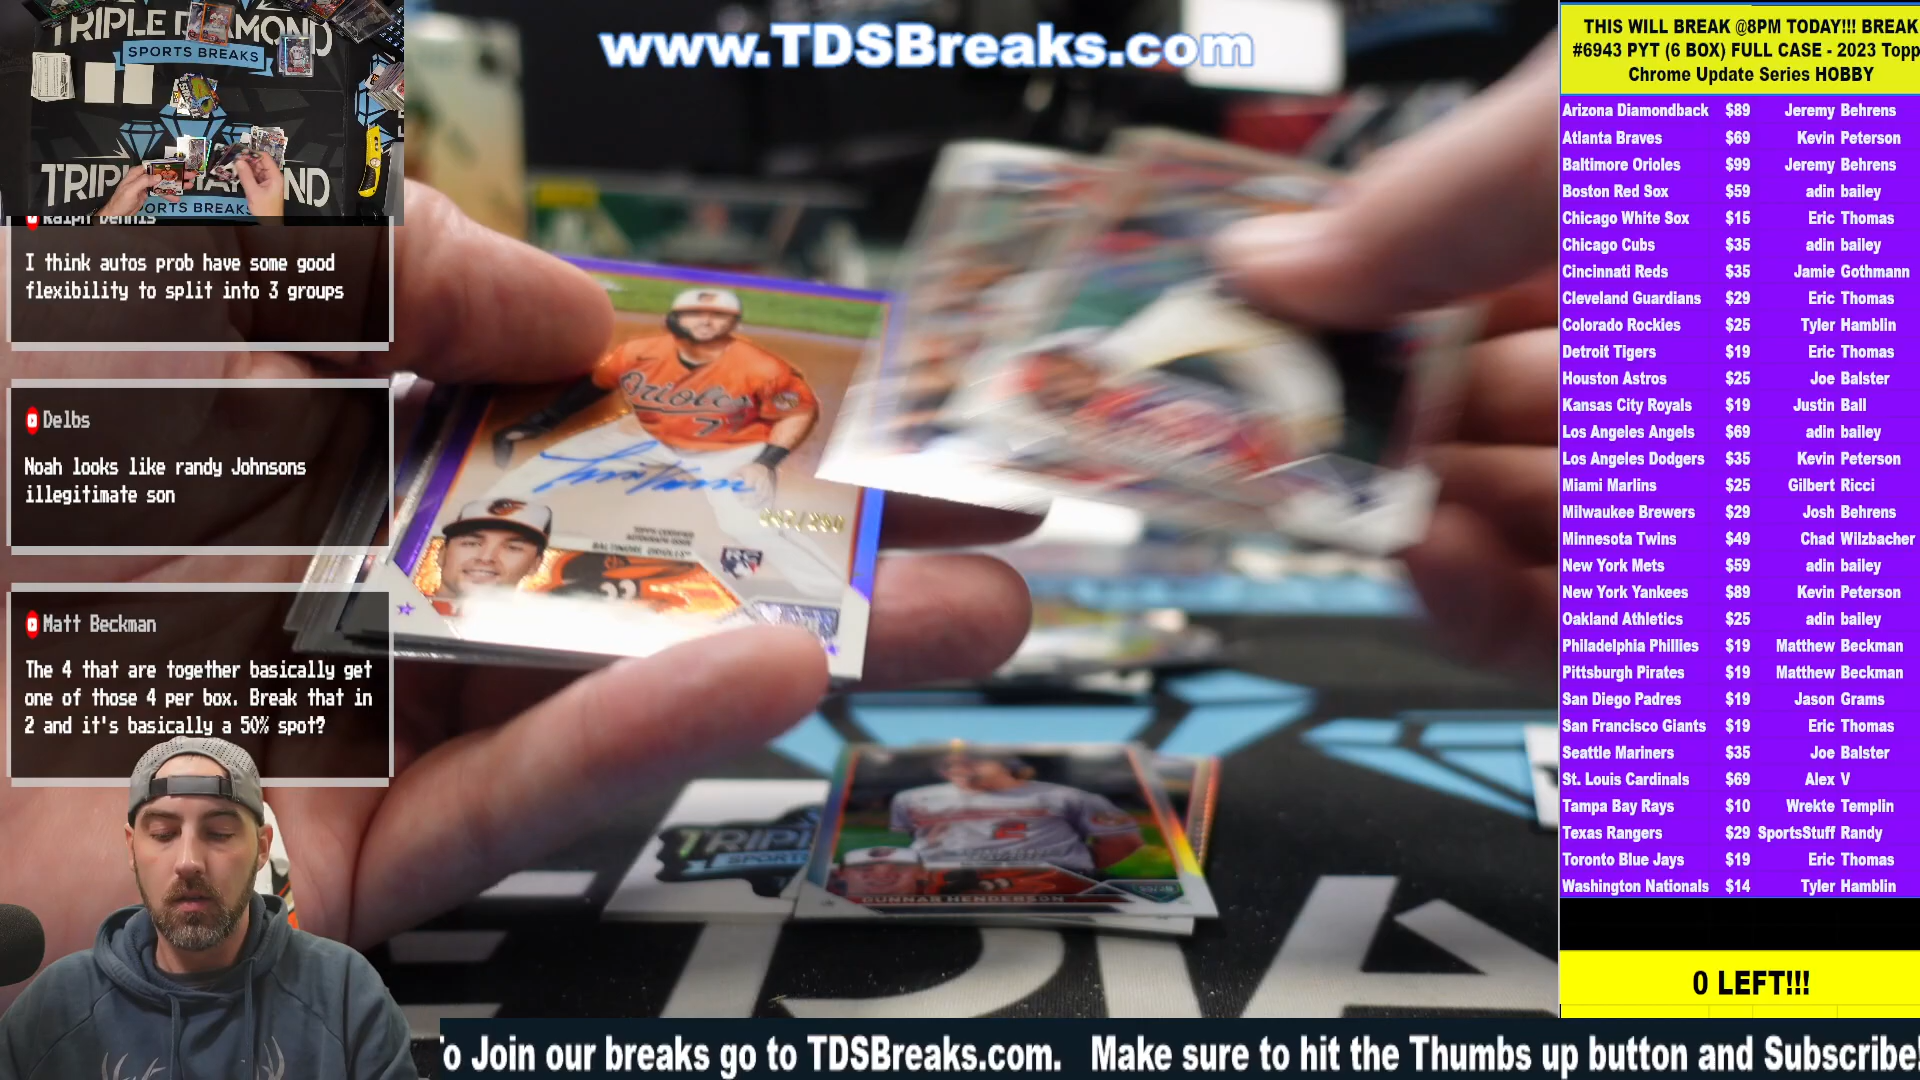 www.TDSBreaks.com
TRIPLE DIAMOND
SPORTS BREAKS
SPORTS BREAKS
Ralph Dennis
I think autos prob have some good
flexibility to split into 3 groups
Delbs
Noah looks like randy Johnsons
illegitimate son
Matt Beckman
The 4 that are together basically get
one of those 4 per box. Break that in
2 and it's basically a 50% spot?
Orioles
RC
2
GUNNAR HENDERSON
THIS WILL BREAK @8PM TODAY!!! BREAK
#6943 PYT (6 BOX) FULL CASE - 2023 Topp
Chrome Update Series HOBBY
Arizona Diamondback $89 Jeremy Behrens
Atlanta Braves $69 Kevin Peterson
Baltimore Orioles $99 Jeremy Behrens
Boston Red Sox $59 adin bailey
Chicago White Sox $15 Eric Thomas
Chicago Cubs $35 adin bailey
Cincinnati Reds $35 Jamie Gothmann
Cleveland Guardians $29 Eric Thomas
Colorado Rockies $25 Tyler Hamblin
Detroit Tigers $19 Eric Thomas
Houston Astros $25 Joe Balster
Kansas City Royals $19 Justin Ball
Los Angeles Angels $69 adin bailey
Los Angeles Dodgers $35 Kevin Peterson
Miami Marlins $25 Gilbert Ricci
Milwaukee Brewers $29 Josh Behrens
Minnesota Twins $49 Chad Wilzbacher
New York Mets $59 adin bailey
New York Yankees $89 Kevin Peterson
Oakland Athletics $25 adin bailey
Philadelphia Phillies $19 Matthew Beckman
Pittsburgh Pirates $19 Matthew Beckman
San Diego Padres $19 Jason Grams
San Francisco Giants $19 Eric Thomas
Seattle Mariners $35 Joe Balster
St. Louis Cardinals $69 Alex V
Tampa Bay Rays $10 Wrekte Templin
Texas Rangers $29 SportsStuff Randy
Toronto Blue Jays $19 Eric Thomas
Washington Nationals $14 Tyler Hamblin
0 LEFT!!!
o Join our breaks go to TDSBreaks.com. Make sure to hit the Thumbs up button and Subscribe!